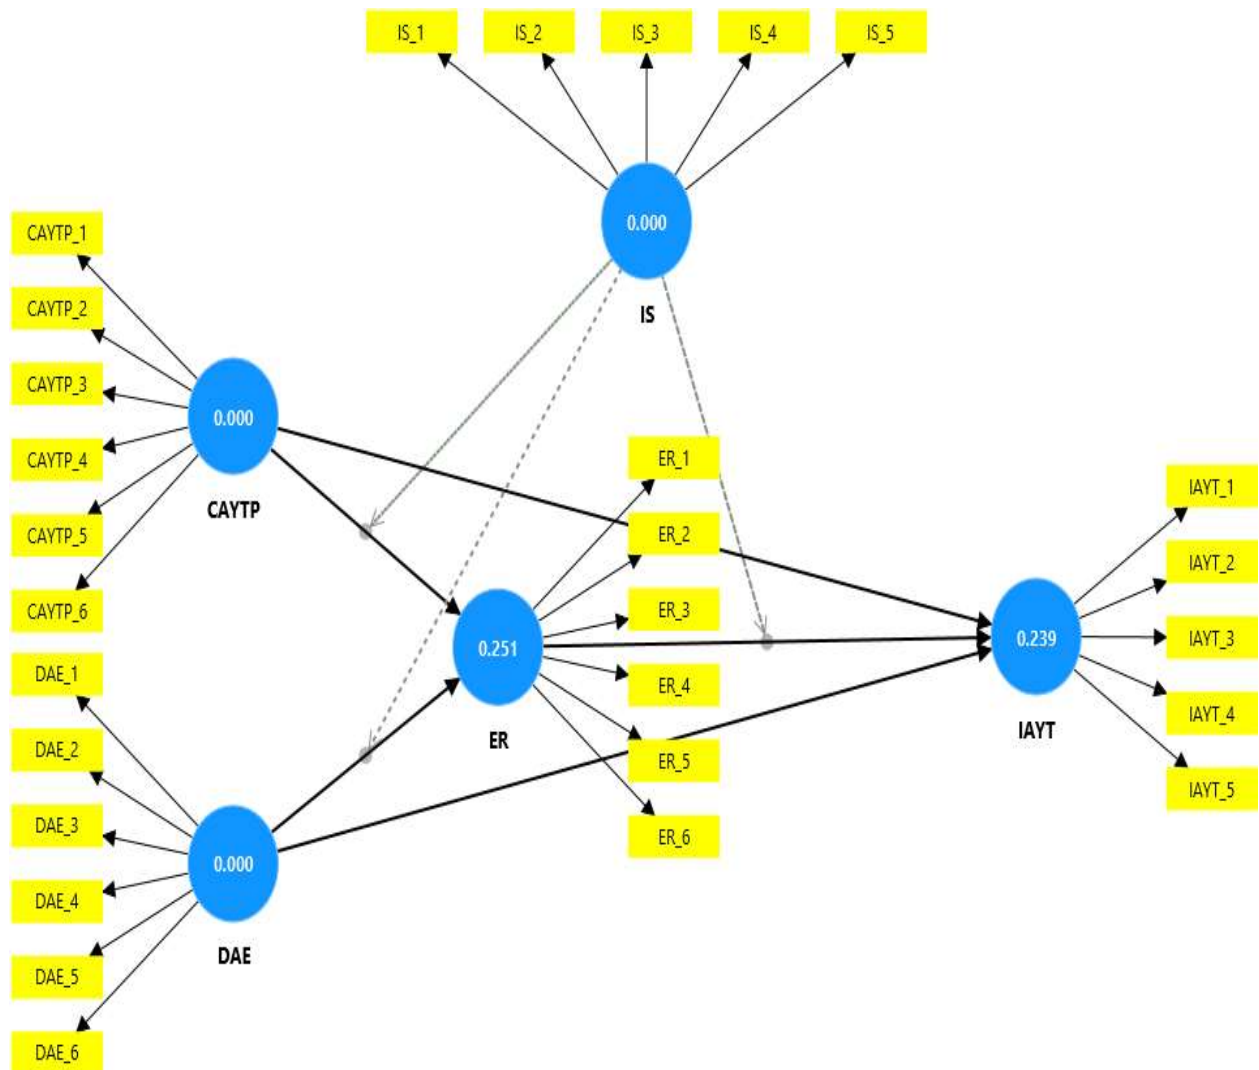 IS_1
IS_2
IS_3
IS_4
IS_5
0.000
IS
CAYTP_1
CAYTP_2
CAYTP_3
CAYTP_4
CAYTP_5
CAYTP_6
0.000
CAYTP
DAE_1
DAE_2
DAE_3
DAE_4
DAE_5
DAE_6
0.000
DAE
0.251
ER
ER_1
ER_2
ER_3
ER_4
ER_5
ER_6
0.239
IAYT
IAYT_1
IAYT_2
IAYT_3
IAYT_4
IAYT_5